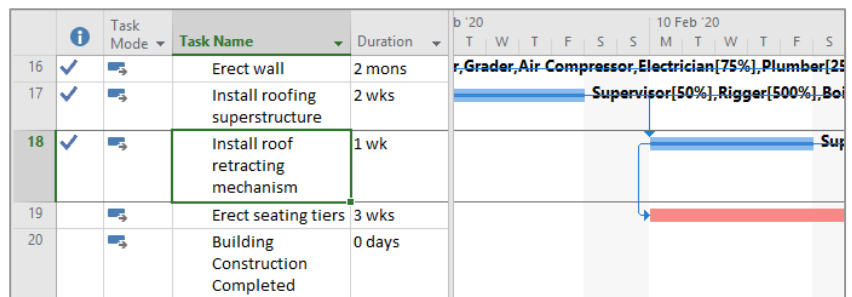 b '20 10 Feb '20
Task Mode Task Name Duration T W T F S S M T W T F S
16 Erect wall 2 mons r,Grader,Air Compressor,Electrician[75%],Plumber[25
17 Install roofing 2 wks Supervisor[50%],Rigger[500%],Boi
superstructure
18 Install roof 1 wk Sup
retracting
mechanism
19 Erect seating tiers 3 wks
20 Building 0 days
Construction
Completed